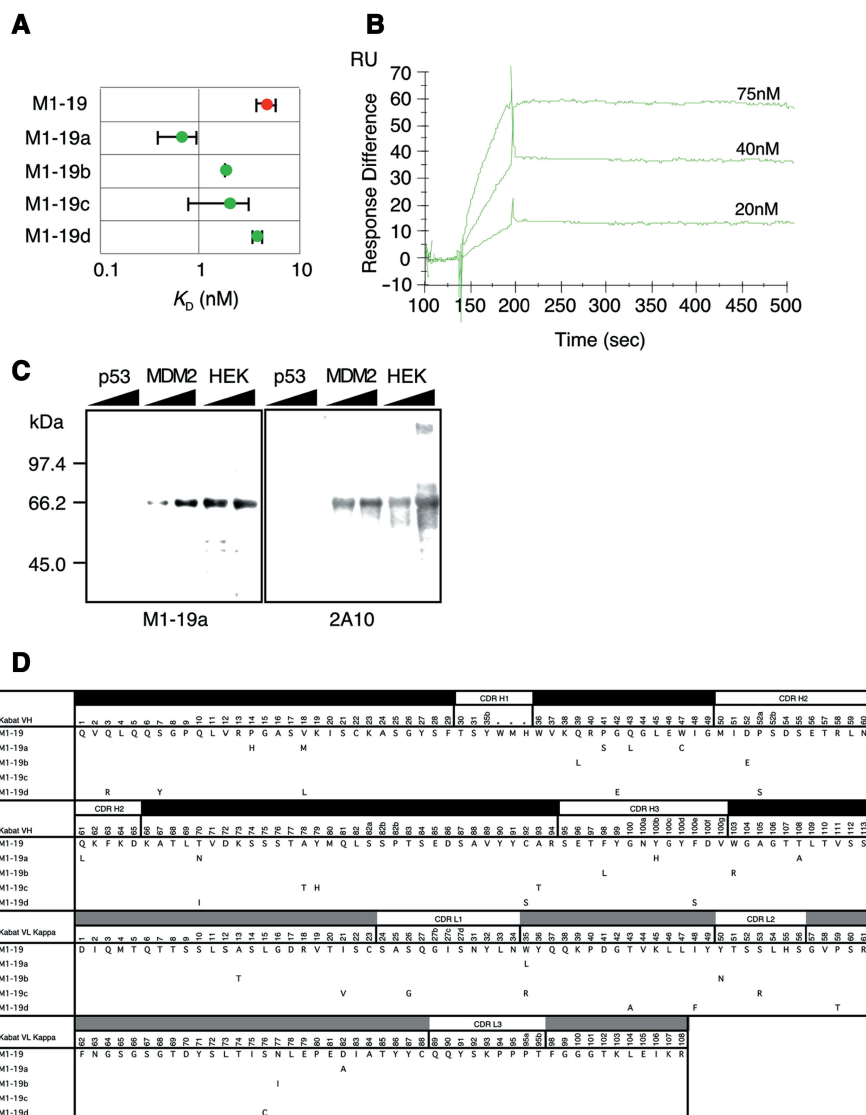 A
M1-19
M1-19a
M1-19b
M1-19c
M1-19d
0.1 1 10
KD (nM)
B
RU
Response Difference
70
60
50
40
30
20
10
0
−10
75nM
40nM
20nM
100 150 200 250 300 350 400 450 500
Time (sec)
C
p53 MDM2 HEK p53 MDM2 HEK
kDa
97.4
66.2
45.0
M1-19a 2A10
D
CDR H1 CDR H2
Kabat VH
M1-19 Q V Q L Q Q S G P Q L V R P G A S V K I S C K A S G Y S F T S Y W M H W V K Q R P G Q G L E W I G M I D P S D S E T R L N
M1-19a H M S L C
M1-19b L E
M1-19c
M1-19d R Y L E S
CDR H2 CDR H3
Kabat VH
M1-19 Q K F K D K A T L T V D K S S S T A Y M Q L S S P T S E D S A V Y Y C A R S E T F Y G N Y G Y F D V W G A G T T L T V S S
M1-19a L N H A
M1-19b L R
M1-19c T H T
M1-19d I S S
CDR L1 CDR L2
Kabat VL Kappa
M1-19 D I Q M T Q T T S S L S A S L G D R V T I S C S A S Q G I S N Y L N W Y Q Q K P D G T V K L L I Y Y T S S L H S G V P S R
M1-19a L
M1-19b T N
M1-19c V G R R
M1-19d A F T
CDR L3
Kabat VL Kappa
M1-19 F N G S G S G T D Y S L T I S N L E P E D I A T Y Y C Q Q Y S K P P P T F G G G T K L E I K R
M1-19a A
M1-19b I
M1-19c
M1-19d C